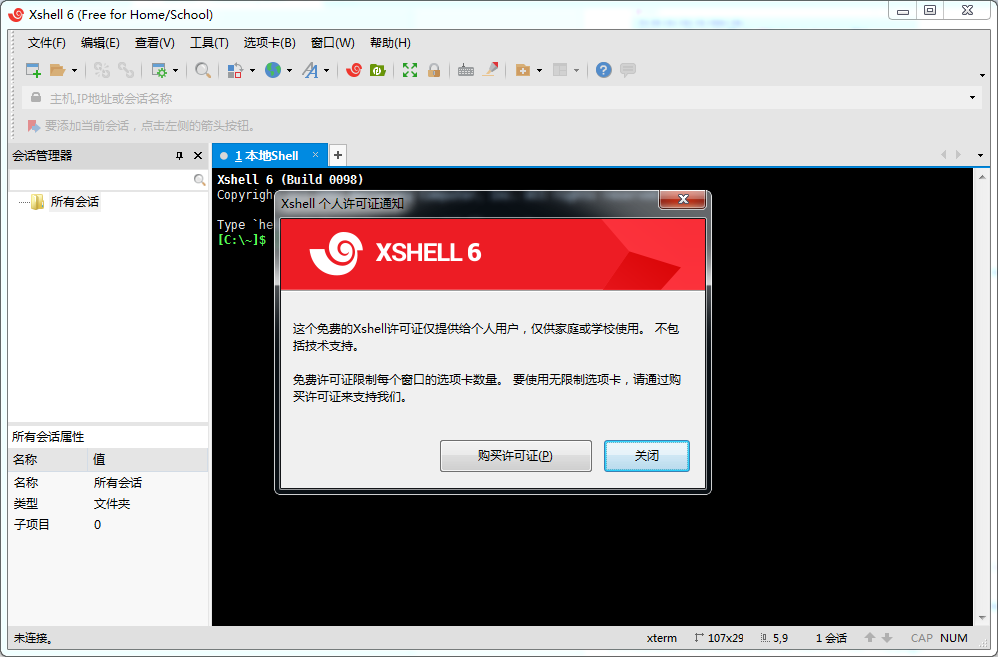 Xshell 6 (Free for Home/School)
文件(F) 编辑(E) 查看(V) 工具(T) 选项卡(B) 窗口(W) 帮助(H)
主机,IP地址或会话名称
要添加当前会话，点击左侧的箭头按钮。
会话管理器
1 本地Shell
所有会话
Xshell 6 (Build 0098)
Type `he
[C:\~]$
Xshell 个人许可证通知
XSHELL 6
这个免费的Xshell许可证仅提供给个人用户，仅供家庭或学校使用。 不包
括技术支持。
免费许可证限制每个窗口的选项卡数量。 要使用无限制选项卡，请通过购
买许可证来支持我们。
购买许可证(P) 关闭
所有会话属性
名称 值
名称 所有会话
类型 文件夹
子项目 0
未连接。 xterm 107x29 5,9 1 会话 CAP NUM